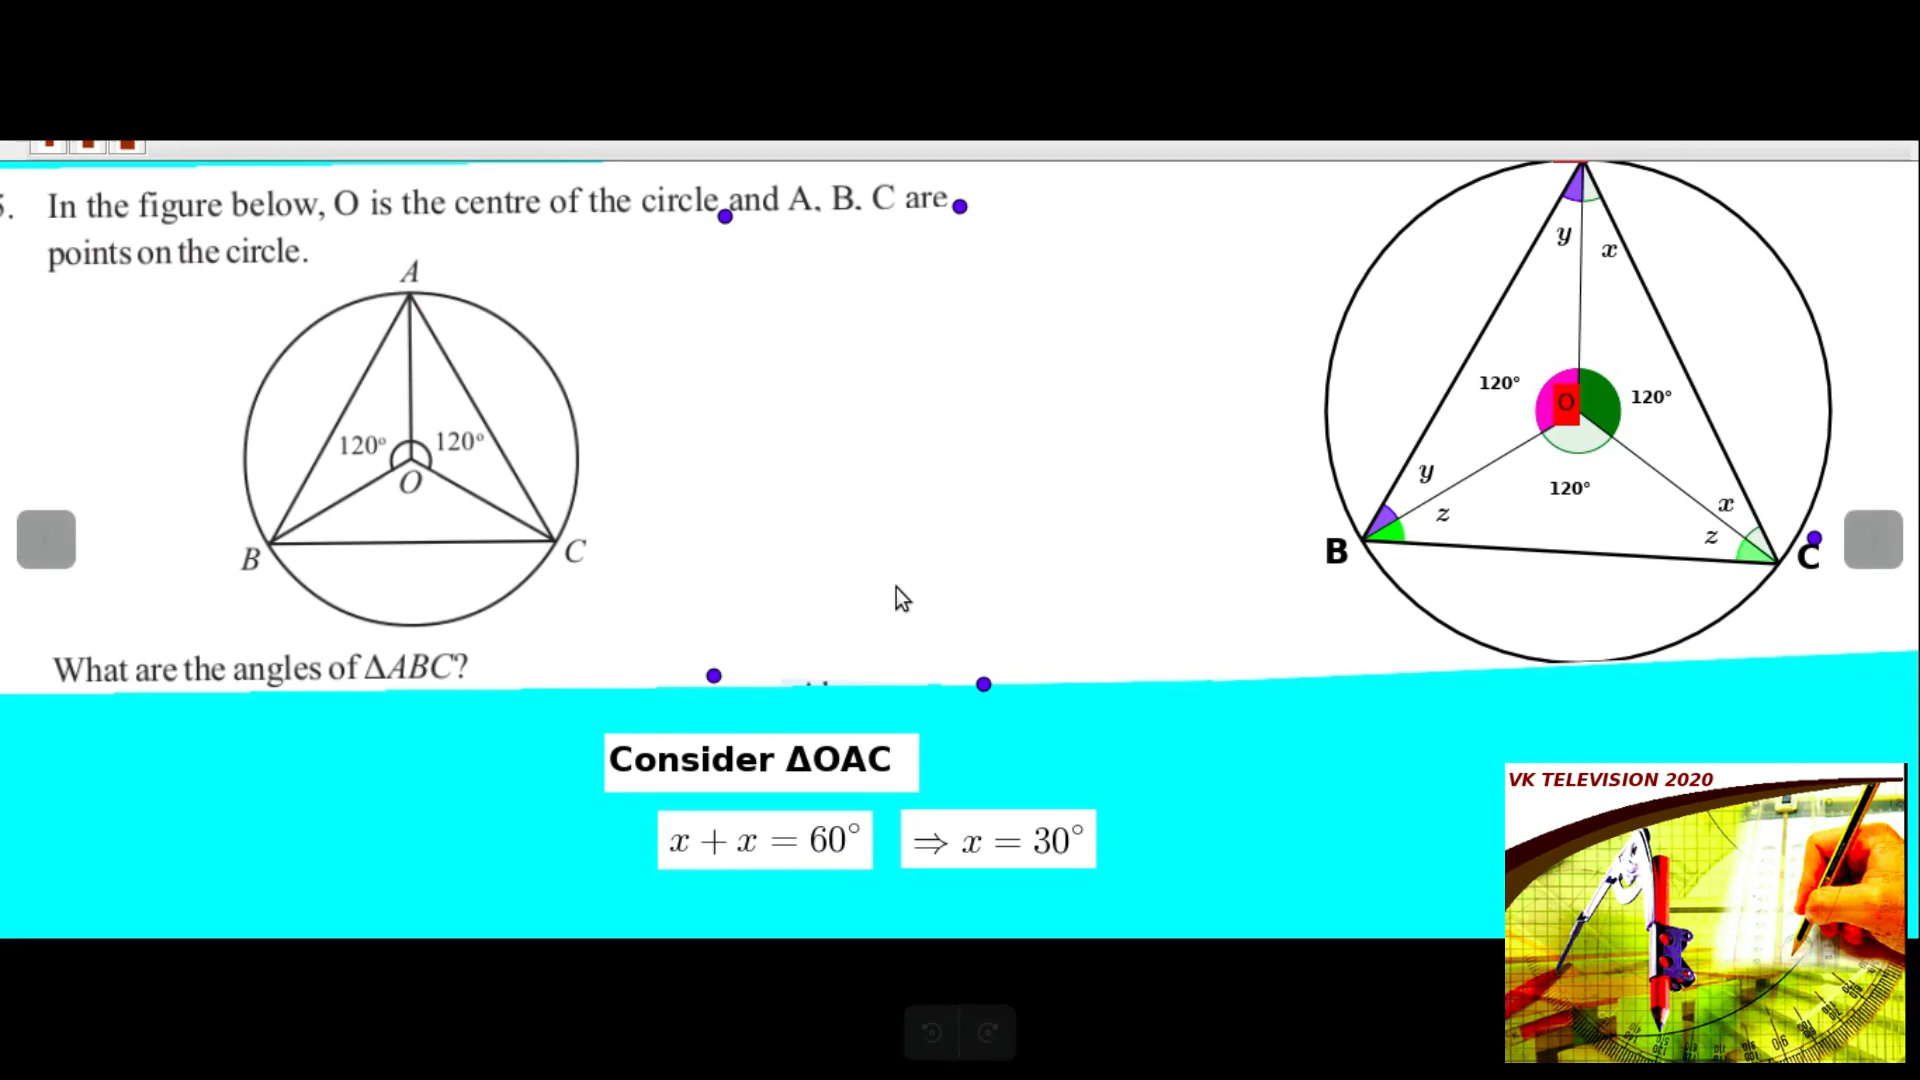 5. In the figure below, O is the centre of the circle and A, B, C are
points on the circle.
A
120° 120°
O
B C
What are the angles of ΔABC?
y x
120° O 120°
y x
120°
z z
B C
Consider ΔOAC
x + x = 60° ⇒ x = 30°
VK TELEVISION 2020